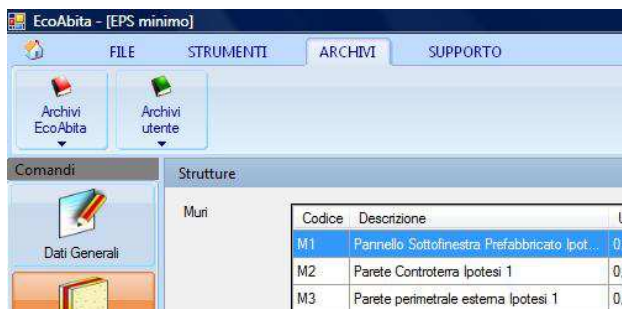 EcoAbita - [EPS minimo]
FILE STRUMENTI ARCHIVI SUPPORTO
Archivi EcoAbita
Archivi utente
Comandi
Strutture
Dati Generali
Muri
Codice Descrizione
M1 Pannello Sottofinestra Prefabbricato Ipot... 0
M2 Parete Controterra Ipotesi 1 0
M3 Parete perimetrale esterna Ipotesi 1 0